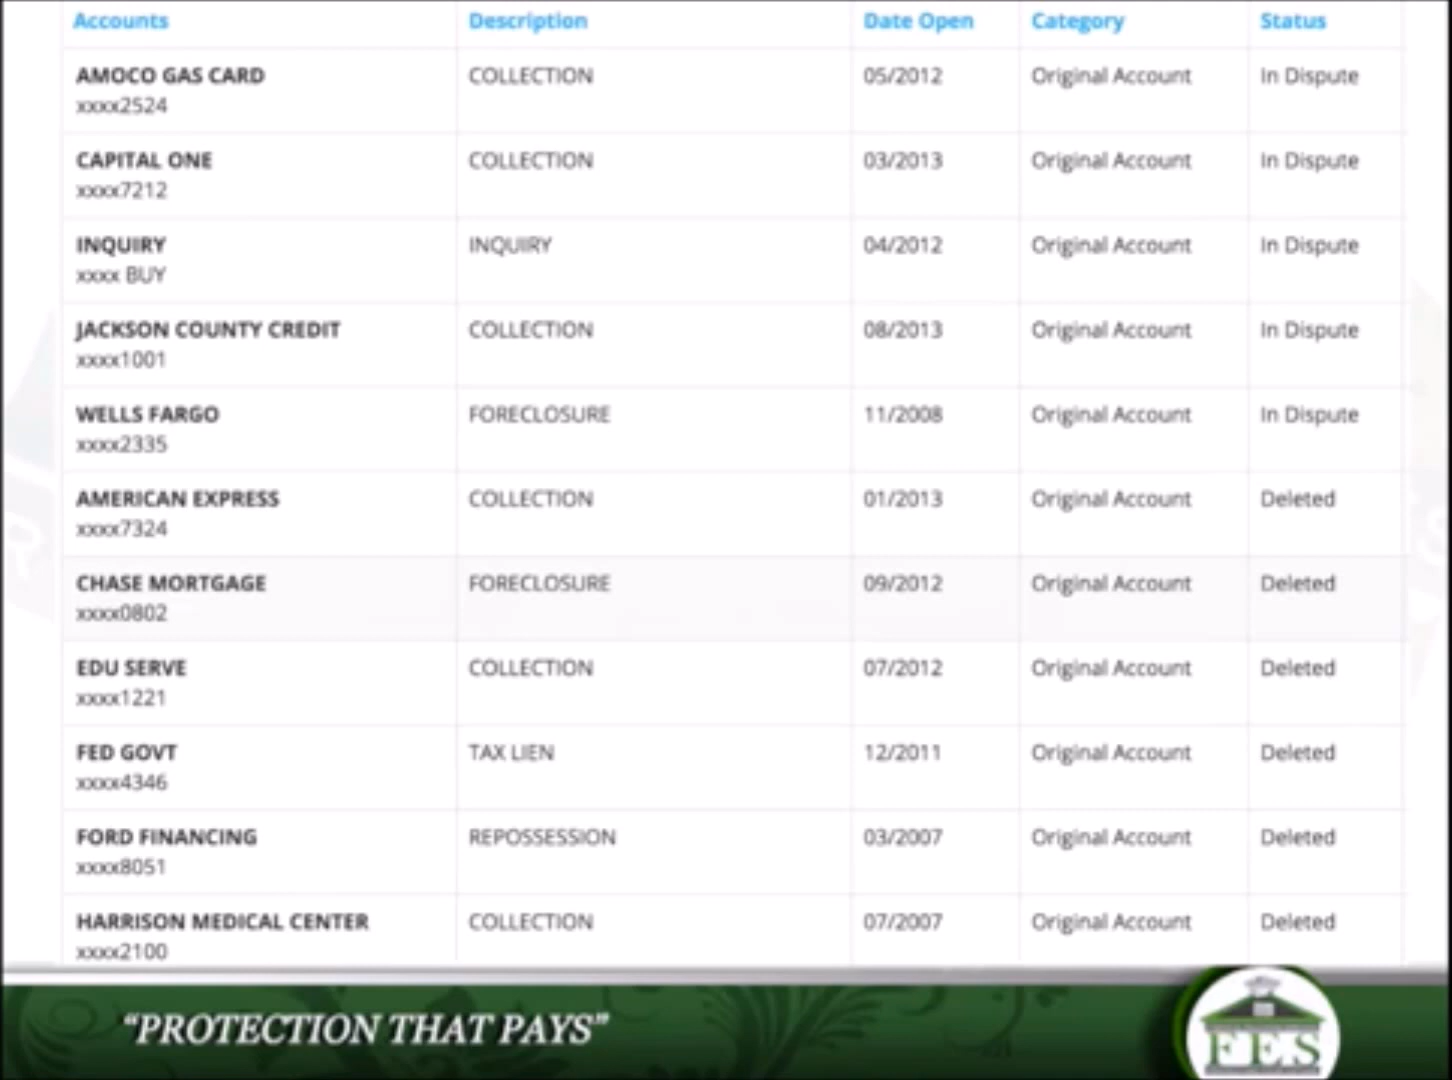 Accounts Description Date Open Category Status
AMOCO GAS CARD COLLECTION 05/2012 Original Account In Dispute
xxxx2524
CAPITAL ONE COLLECTION 03/2013 Original Account In Dispute
xxxx7212
INQUIRY INQUIRY 04/2012 Original Account In Dispute
xxxx BUY
JACKSON COUNTY CREDIT COLLECTION 08/2013 Original Account In Dispute
xxxx1001
WELLS FARGO FORECLOSURE 11/2008 Original Account In Dispute
xxxx2335
AMERICAN EXPRESS COLLECTION 01/2013 Original Account Deleted
xxxx7324
CHASE MORTGAGE FORECLOSURE 09/2012 Original Account Deleted
xxxx0802
EDU SERVE COLLECTION 07/2012 Original Account Deleted
xxxx1221
FED GOVT TAX LIEN 12/2011 Original Account Deleted
xxxx4346
FORD FINANCING REPOSSESSION 03/2007 Original Account Deleted
xxxx8051
HARRISON MEDICAL CENTER COLLECTION 07/2007 Original Account Deleted
xxxx2100
“PROTECTION THAT PAYS”
FES